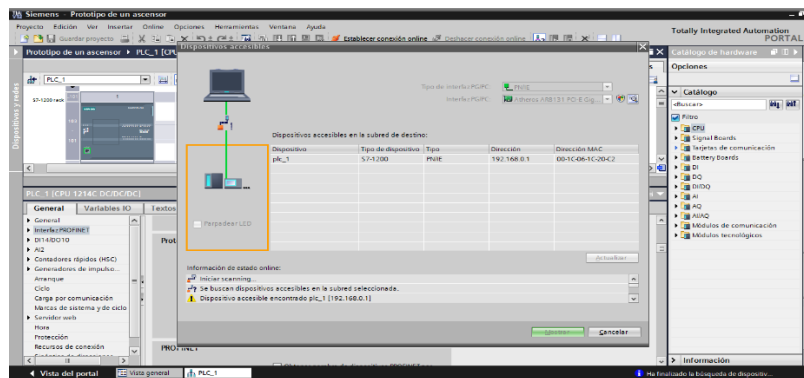 Siemens - Prototipo de un ascensor
Proyecto Edición Ver Insertar Online Opciones Herramientas Ventana Ayuda
Guardar proyecto
Establecer conexión online
Deshacer conexión online
Totally Integrated Automation
PORTAL
Prototipo de un ascensor
Dispositivos accesibles
Catálogo de hardware
Opciones
PLC_1
Dispositivos y redes
S7-1200 rack
1
Tipo de interfaz PG/PC:
PN/IE
Interfaz PG/PC:
Dispositivos accesibles en la subred de destino:
Dispositivo Tipo de dispositivo Tipo Dirección Dirección MAC
plc_1 S7-1200 PN/IE 192.168.0.1 00-1C-06-1C-20-C2
Parpadear LED
Actualizar
Información de estado online:
Iniciar scanning...
Se buscan dispositivos accesibles en la subred seleccionada.
Dispositivo accesible encontrado plc_1 [192.168.0.1]
Mostrar
Cancelar
Catálogo
<Buscar>
Filtro
CPU
Signal Boards
Tarjetas de comunicación
Battery Boards
DI
DQ
DI/DQ
AI
AQ
AI/AQ
Módulos de comunicación
Módulos tecnológicos
Información
PLC_1 [CPU 1214C DC/DC/DC]
General Variables IO Textos
General
Interfaz PROFINET
DI14/DO10
AI2
Contadores rápidos (HSC)
Generadores de impulso...
Arranque
Ciclo
Carga por comunicación
Marcas de sistema y de ciclo
Servidor web
Hora
Protección
Recursos de conexión
Prot
PROFINET
Vista del portal
Vista general
PLC_1
Ha finalizado la búsqueda de dispositiv...